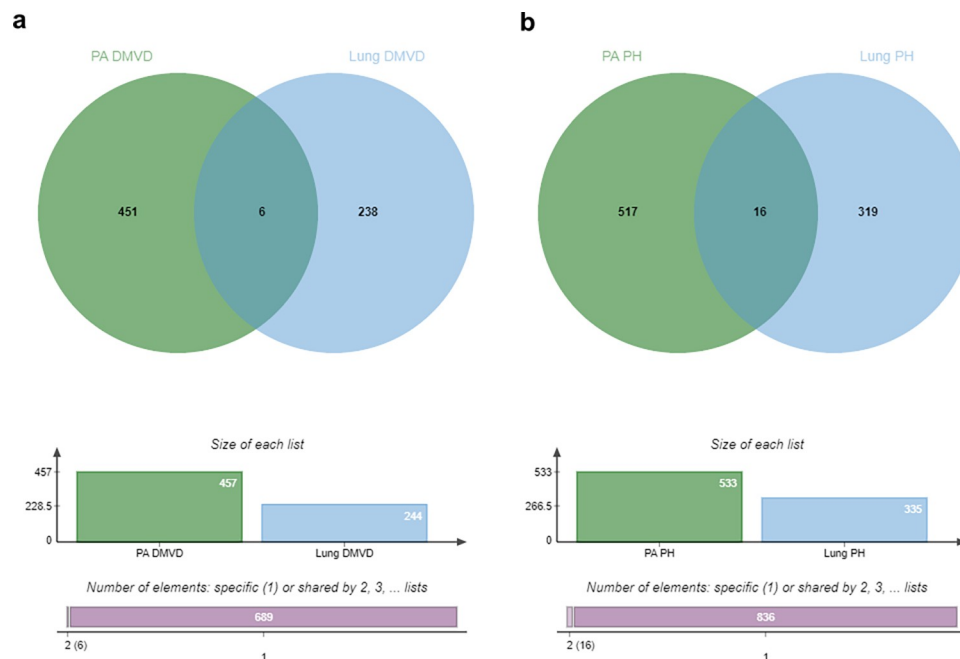 a
PA DMVD
Lung DMVD
451
6
238
Size of each list
457
228.5
0
457
244
PA DMVD
Lung DMVD
Number of elements: specific (1) or shared by 2, 3, ... lists
689
2 (6)
1
b
PA PH
Lung PH
517
16
319
Size of each list
533
266.5
0
533
335
PA PH
Lung PH
Number of elements: specific (1) or shared by 2, 3, ... lists
836
2 (16)
1